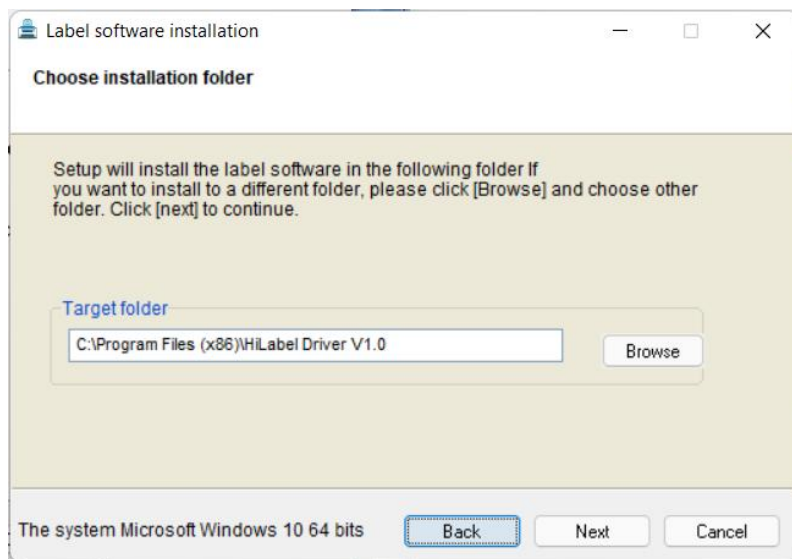 Label software installation
Choose installation folder
Setup will install the label software in the following folder If
you want to install to a different folder, please click [Browse] and choose other
folder. Click [next] to continue.
Target folder
C:\Program Files (x86)\HiLabel Driver V1.0
Browse
The system Microsoft Windows 10 64 bits
Back
Next
Cancel